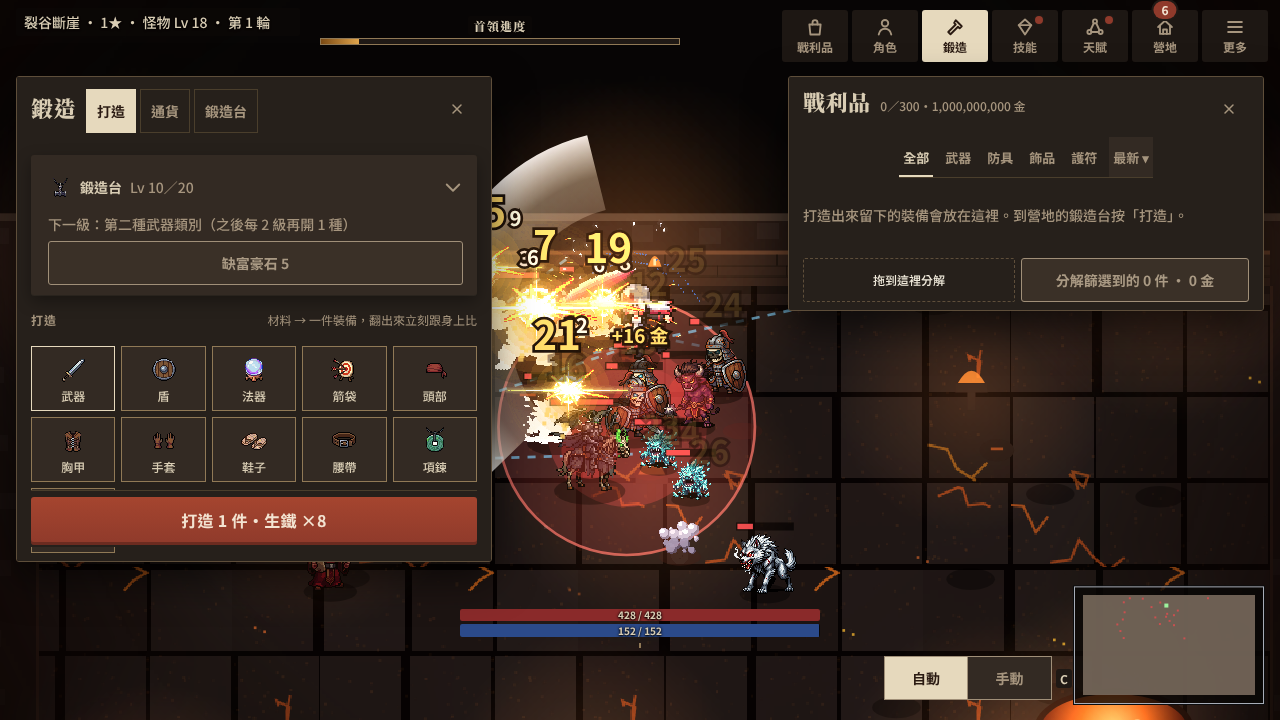 裂谷斷崖 · 1★ · 怪物 Lv 18 · 第 1 輪
首領進度
戰利品
角色
鍛造
技能
天賦
6
營地
更多
鍛造
打造
通貨
鍛造台
×
鍛造台 Lv 10／20
下一級：第二種武器類別（之後每 2 級再開 1 種）
缺富豪石 5
打造
材料 → 一件裝備，翻出來立刻跟身上比
武器
盾
法器
箭袋
頭部
胸甲
手套
鞋子
腰帶
項鍊
打造 1 件 · 生鐵 ×8
戰利品
0／300 · 1,000,000,000 金
×
全部
武器
防具
飾品
護符
最新 ▾
打造出來留下的裝備會放在這裡。到營地的鍛造台按「打造」。
拖到這裡分解
分解篩選到的 0 件 · 0 金
9
7
19
25
24
21
2
+16 金
26
428 / 428
152 / 152
自動
手動
C